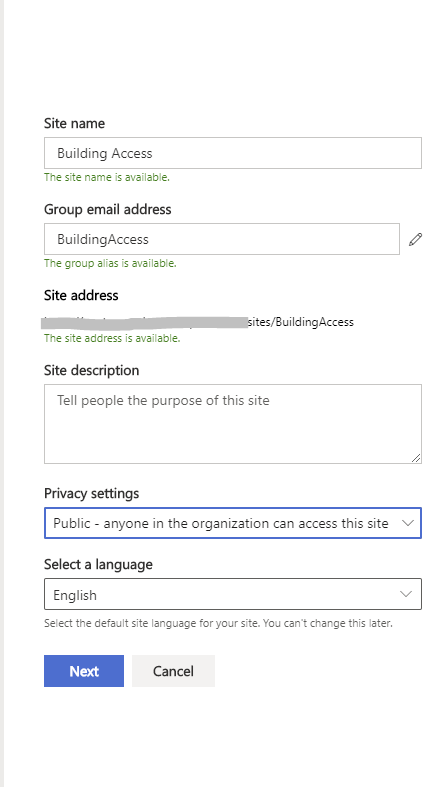 Site name
Building Access
The site name is available.
Group email address
BuildingAccess
The group alias is available.
Site address
sites/BuildingAccess
The site address is available.
Site description
Tell people the purpose of this site
Privacy settings
Public - anyone in the organization can access this site
Select a language
English
Select the default site language for your site. You can't change this later.
Next
Cancel